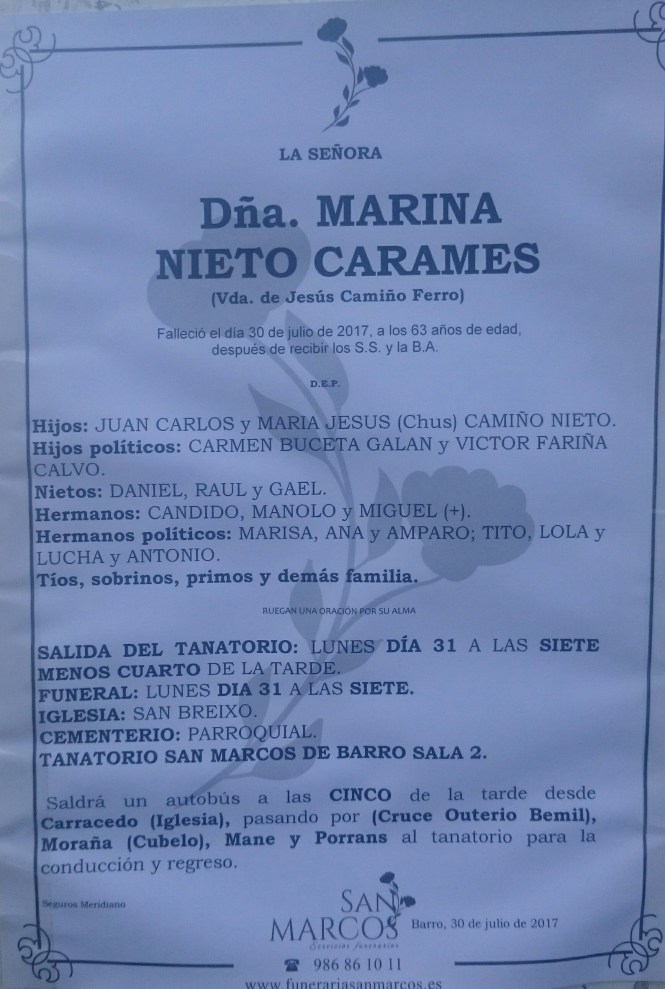 LA SEÑORA
Dña. MARINA
NIETO CARAMES
(Vda. de Jesús Camiño Ferro)
Falleció el día 30 de julio de 2017, a los 63 años de edad,
después de recibir los S.S. y la B.A.
D.E.P.
Hijos: JUAN CARLOS y MARIA JESUS (Chus) CAMIÑO NIETO.
Hijos políticos: CARMEN BUCETA GALAN y VICTOR FARIÑA
CALVO.
Nietos: DANIEL, RAUL y GAEL.
Hermanos: CANDIDO, MANOLO y MIGUEL (+).
Hermanos políticos: MARISA, ANA y AMPARO; TITO, LOLA y
LUCHA y ANTONIO.
Tíos, sobrinos, primos y demás familia.
RUEGAN UNA ORACION POR SU ALMA
SALIDA DEL TANATORIO: LUNES DÍA 31 A LAS SIETE
MENOS CUARTO DE LA TARDE.
FUNERAL: LUNES DIA 31 A LAS SIETE.
IGLESIA: SAN BREIXO.
CEMENTERIO: PARROQUIAL.
TANATORIO SAN MARCOS DE BARRO SALA 2.
Saldrá un autobús a las CINCO de la tarde desde
Carracedo (Iglesia), pasando por (Cruce Outerio Bemil),
Moraña (Cubelo), Mane y Porrans al tanatorio para la
conducción y regreso.
Seguros Meridiano
SAN
MARCOS
Servicios funerarios
Barro, 30 de julio de 2017
☎ 986 86 10 11
www.funerariasanmarcos.es